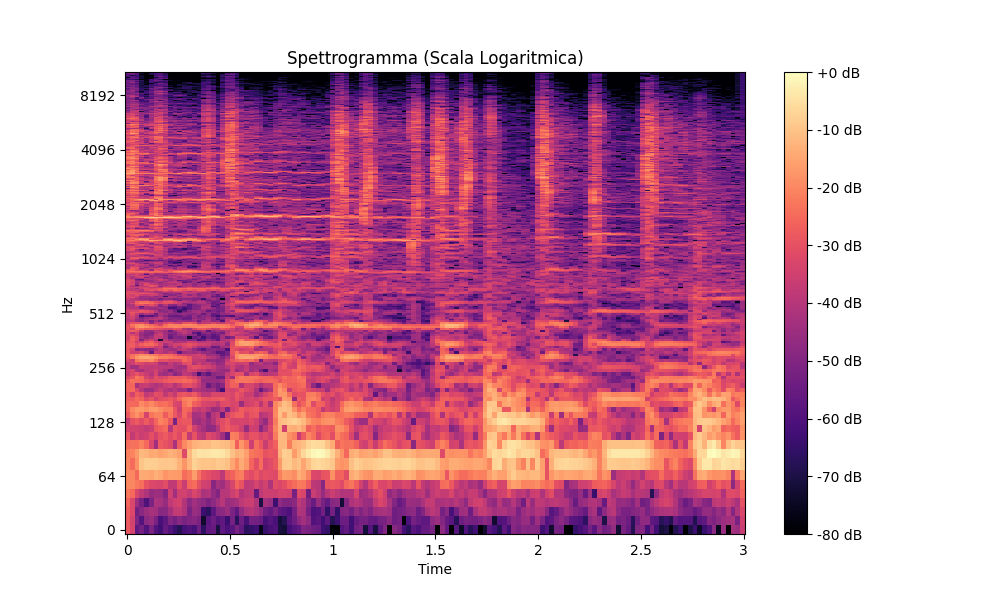 Spettrogramma (Scala Logaritmica)
Hz
8192
4096
2048
1024
512
256
128
64
0
0
0.5
1
1.5
2
2.5
3
Time
+0 dB
-10 dB
-20 dB
-30 dB
-40 dB
-50 dB
-60 dB
-70 dB
-80 dB